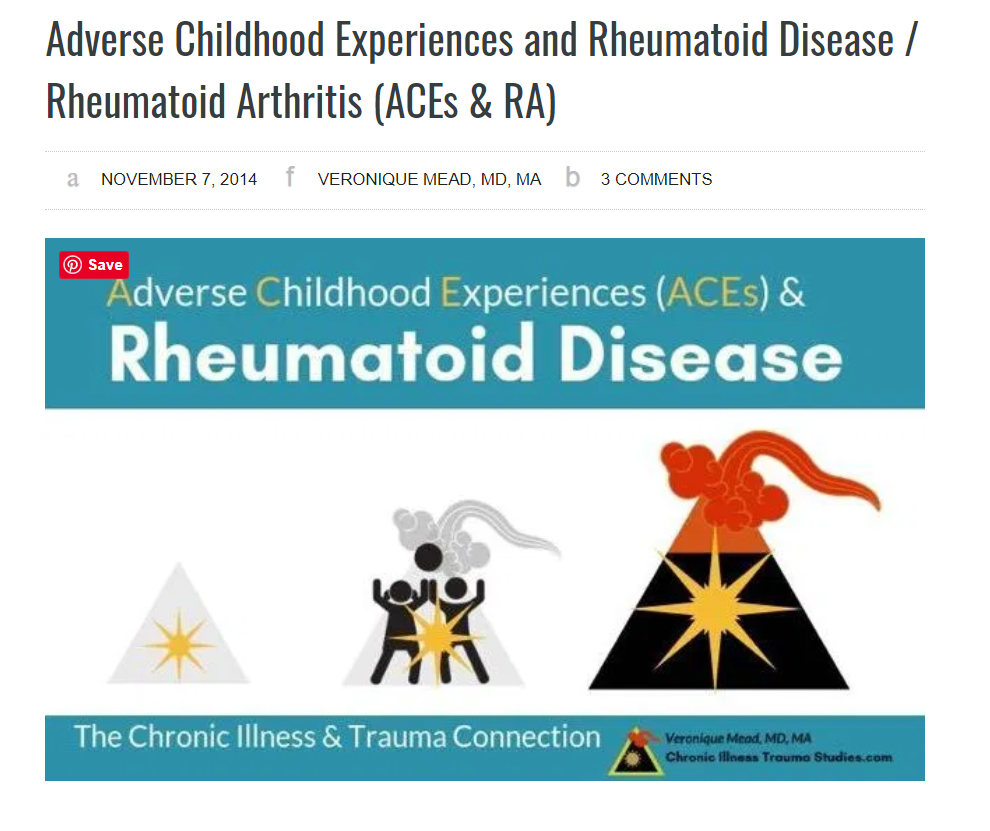 Adverse Childhood Experiences and Rheumatoid Disease /
Rheumatoid Arthritis (ACEs & RA)
a NOVEMBER 7, 2014 f VERONIQUE MEAD, MD, MA b 3 COMMENTS
Save
Adverse Childhood Experiences (ACEs) &
Rheumatoid Disease
The Chronic Illness & Trauma Connection
Veronique Mead, MD, MA
Chronic Illness Trauma Studies.com